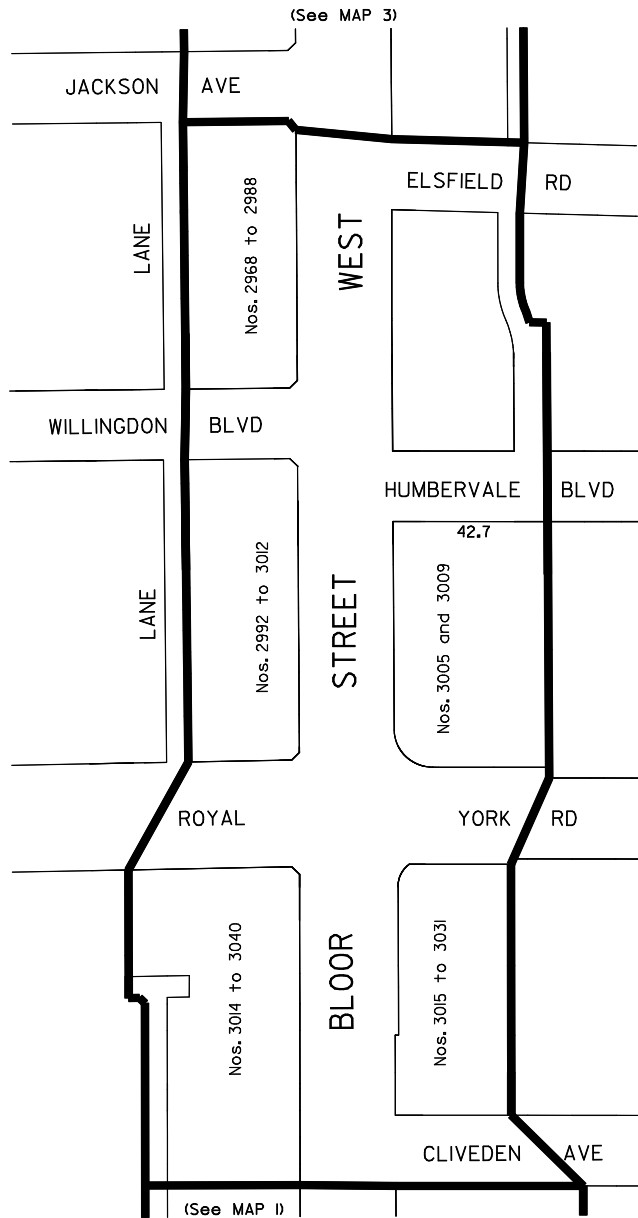 (See MAP 3)
JACKSON AVE
ELSFIELD RD
LANE
Nos. 2968 to 2988
WEST
WILLINGDON BLVD
HUMBERVALE BLVD
42.7
LANE
Nos. 2992 to 3012
STREET
Nos. 3005 and 3009
ROYAL YORK RD
Nos. 3014 to 3040
BLOOR
Nos. 3015 to 3031
CLIVEDEN AVE
(See MAP 1)